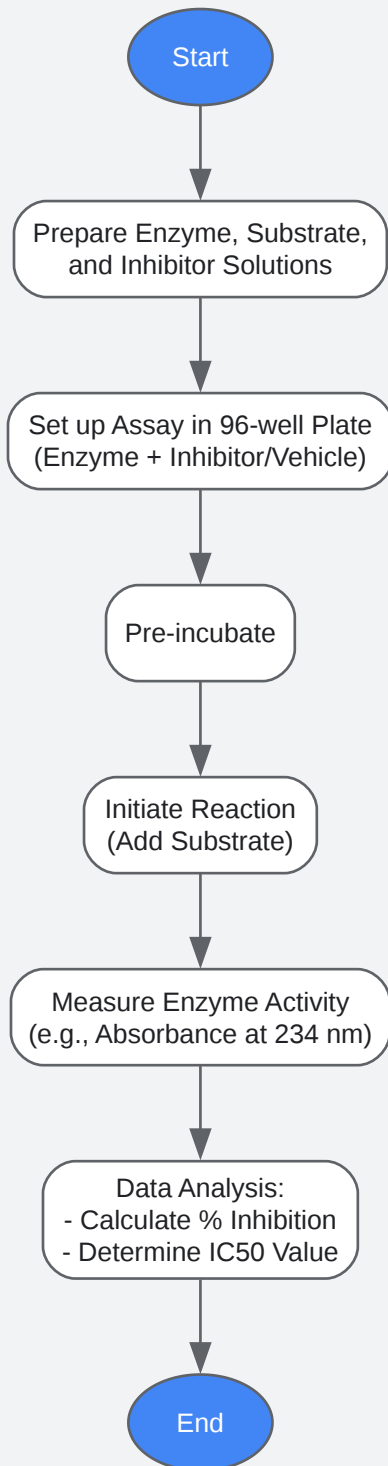 Start
Prepare Enzyme, Substrate,
and Inhibitor Solutions
Set up Assay in 96-well Plate
(Enzyme + Inhibitor/Vehicle)
Pre-incubate
Initiate Reaction
(Add Substrate)
Measure Enzyme Activity
(e.g., Absorbance at 234 nm)
Data Analysis:
- Calculate % Inhibition
- Determine IC50 Value
End